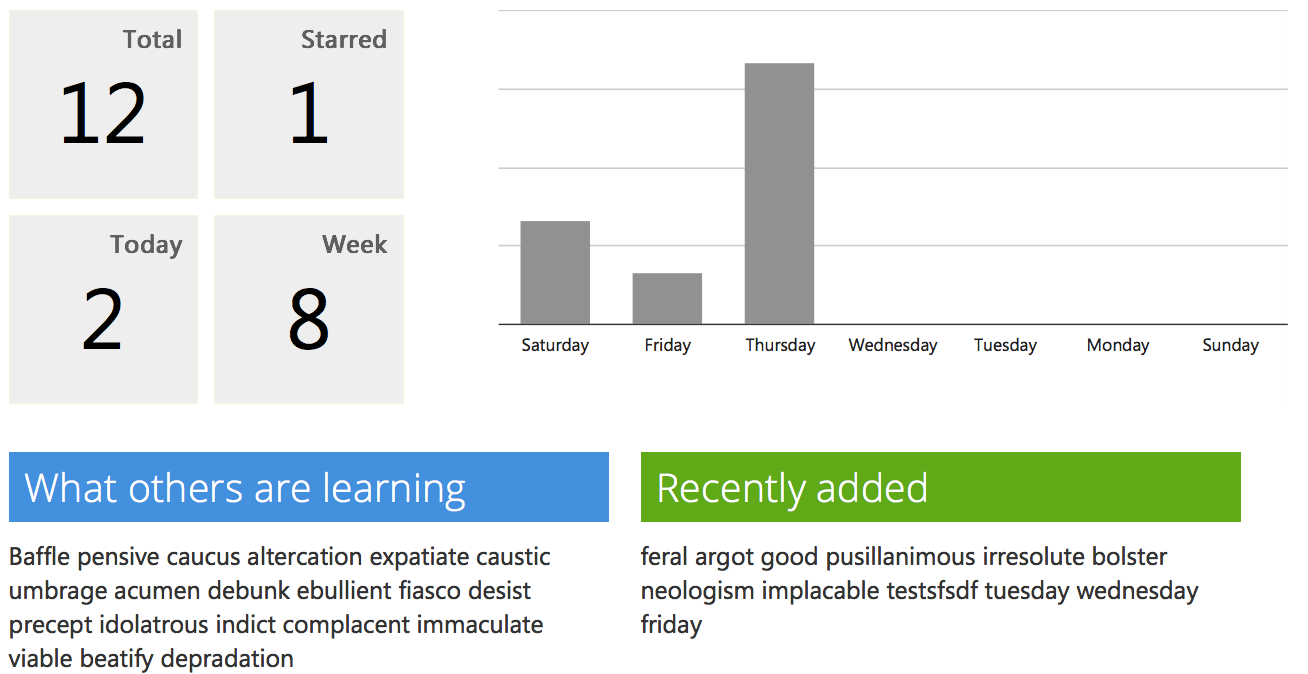 Total
12
Starred
1
Today
2
Week
8
Saturday Friday Thursday Wednesday Tuesday Monday Sunday
What others are learning
Baffle pensive caucus altercation expatiate caustic
umbrage acumen debunk ebullient fiasco desist
precept idolatrous indict complacent immaculate
viable beatify depradation
Recently added
feral argot good pusillanimous irresolute bolster
neologism implacable testsfsdf tuesday wednesday
friday